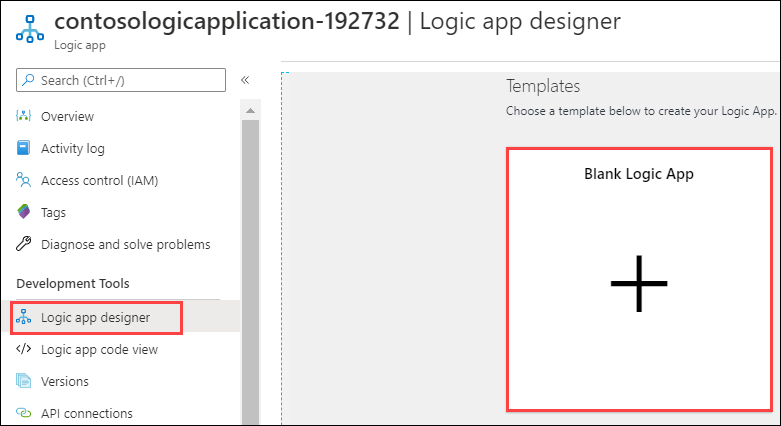 contosologicapplication-192732 | Logic app designer
Logic app
Search (Ctrl+/)
«
Overview
Activity log
Access control (IAM)
Tags
Diagnose and solve problems
Development Tools
Logic app designer
Logic app code view
Versions
API connections
Templates
Choose a template below to create your Logic App.
Blank Logic App